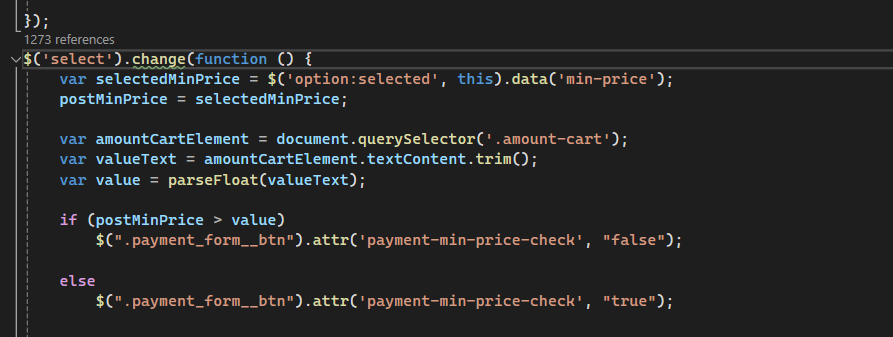 });
1273 references
$('select').change(function () {
var selectedMinPrice = $('option:selected', this).data('min-price');
postMinPrice = selectedMinPrice;
var amountCartElement = document.querySelector('.amount-cart');
var valueText = amountCartElement.textContent.trim();
var value = parseFloat(valueText);
if (postMinPrice > value)
$(".payment_form__btn").attr('payment-min-price-check', "false");
else
$(".payment_form__btn").attr('payment-min-price-check', "true");